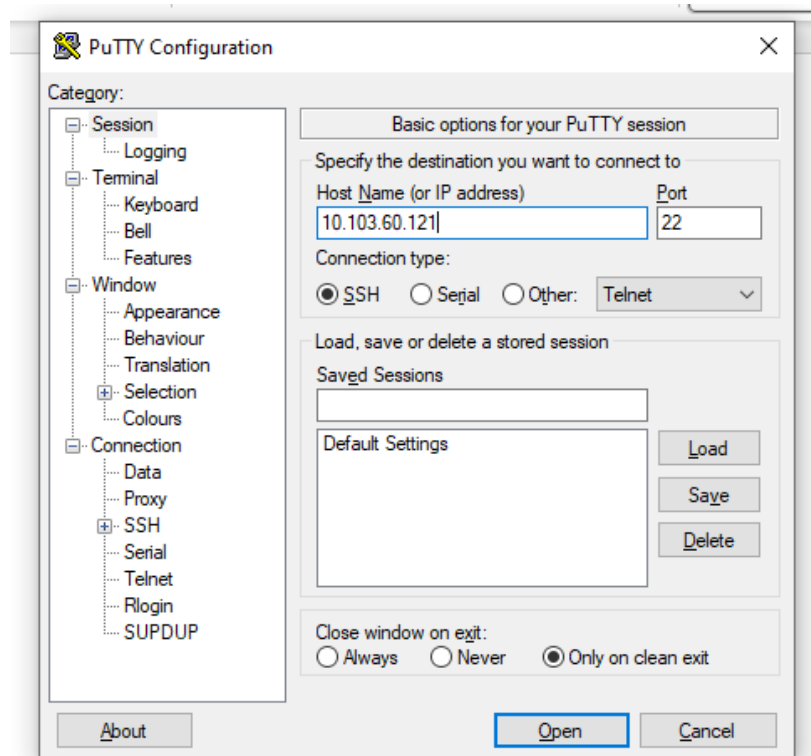 PuTTY Configuration
Category:
Session
Logging
Terminal
Keyboard
Bell
Features
Window
Appearance
Behaviour
Translation
Selection
Colours
Connection
Data
Proxy
SSH
Serial
Telnet
Rlogin
SUPDUP
Basic options for your PuTTY session
Specify the destination you want to connect to
Host Name (or IP address) Port
10.103.60.121 22
Connection type:
SSH Serial Other: Telnet
Load, save or delete a stored session
Saved Sessions
Default Settings
Load
Save
Delete
Close window on exit:
Always Never Only on clean exit
About Open Cancel